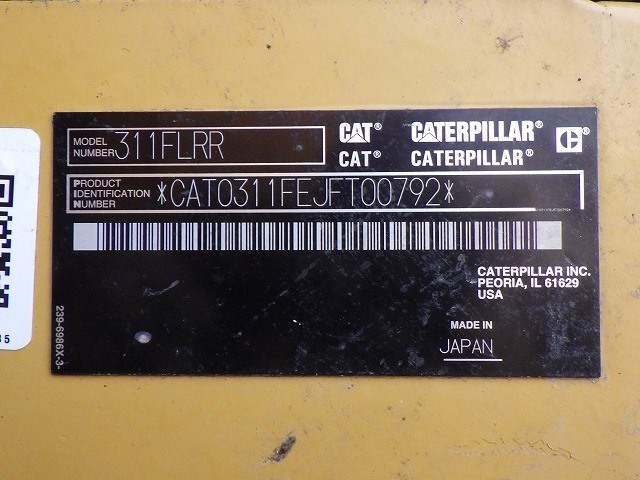 MODEL NUMBER 311FLRR
CAT® CATERPILLAR® C®
CAT® CATERPILLAR®
PRODUCT IDENTIFICATION NUMBER *CAT0311FEJFT00792*
CATERPILLAR INC.
PEORIA, IL 61629
USA
MADE IN
JAPAN
239-6986X-3-